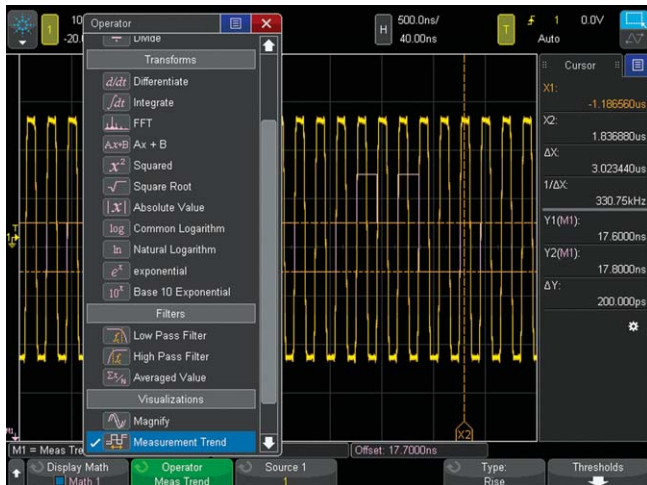 1
10
-20.
Operator
H
500.0ns/
40.00ns
T
1
0.0V
Auto
Divide
Transforms
d/dt Differentiate
∫dt Integrate
FFT
Ax+B Ax + B
x² Squared
√ Square Root
|x| Absolute Value
log Common Logarithm
ln Natural Logarithm
eˣ exponential
10ˣ Base 10 Exponential
Filters
f Low Pass Filter
f High Pass Filter
Σx/N Averaged Value
Visualizations
Magnify
Measurement Trend
Cursor
X1:
-1.186560us
X2:
1.836880us
ΔX:
3.023440us
1/ΔX:
330.75kHz
Y1(M1):
17.6000ns
Y2(M1):
17.8000ns
ΔY:
200.000ps
T
1
M1
X2
M1 = Meas Tre
Offset: 17.7000ns
Display Math
Math 1
Operator
Meas Trend
Source 1
1
Type:
Rise
Thresholds